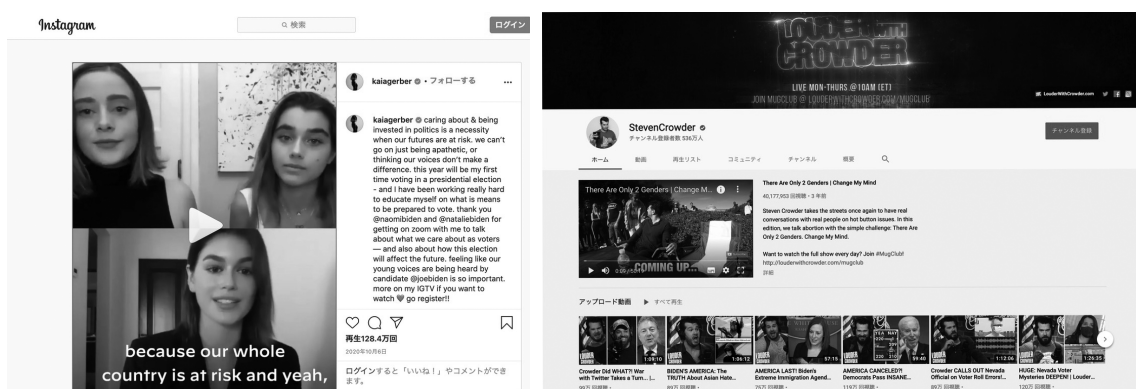 Instagram
検索
ログイン
kaiagerber • フォローする
kaiagerber caring about & being
invested in politics is a necessity
when our futures are at risk. we can't
go on just being apathetic, or
thinking our voices don't make a
difference. this year will be my first
time voting in a presidential election
- and I have been working really hard
to educate myself on what is means
to be prepared to vote. thank you
@naomibiden and @nataliebiden for
getting on zoom with me to talk
about what we care about as voters
— and also about how this election
will affect the future. feeling like our
young voices are being heard by
candidate @joebiden is so important.
more on my IGTV if you want to
watch 🖤 go register!!
because our whole
country is at risk and yeah,
再生128.4万回
2020年10月6日
ログインすると「いいね！」やコメントができ
ます。
LOUDER WITH
CROWDER
LIVE MON-THURS @10AM (ET)
JOIN MUGCLUB @ LOUDERWITHCROWDER.COM/MUGCLUB
LouderWithCrowder.com
StevenCrowder
チャンネル登録者数 536万人
チャンネル登録
ホーム 動画 再生リスト コミュニティ チャンネル 概要
There Are Only 2 Genders | Change M...
COMING UP
There Are Only 2 Genders | Change My Mind
40,177,953 回視聴 • 3 年前
Steven Crowder takes the streets once again to have real
conversations with real people on hot button issues. In this
edition, we talk abortion with the simple challenge: There Are
Only 2 Genders. Change My Mind.
Want to watch the full show every day? Join #MugClub!
http://louderwithcrowder.com/mugclub
詳細
アップロード動画 ▶ すべて再生
1:09:10 1:06:12 57:15 59:40 1:12:06 1:26:35
Crowder Did WHAT?! War
with Twitter Takes a Turn... |...
BIDEN'S AMERICA: The
TRUTH About Asian Hate...
AMERICA LAST! Biden's
Extreme Immigration Agend...
AMERICA CANCELED?!
Democrats Pass INSANE...
Crowder CALLS OUT Nevada
Official on Voter Roll Errors!...
HUGE: Nevada Voter
Mysteries DEEPEN! | Louder...